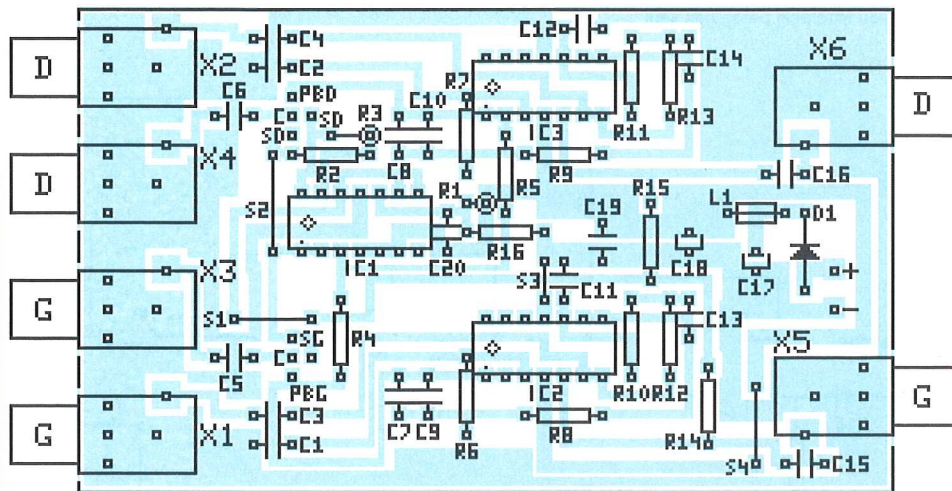 D
X2
C4
C2
C6
PBD
C
SD
SD
R3
C10
C8
R2
D
X4
C12
R7
IC3
R11
C14
R13
X6
D
R5
R9
C16
R1
S2
IC1
C20
R16
C19
R15
C18
L1
D1
C17
+
-
S3
C11
G
X3
S1
SG
C
PBG
C5
R4
IC2
R10
R12
C13
X5
G
G
X1
C3
C1
C7
C9
R6
R8
R14
S4
C15